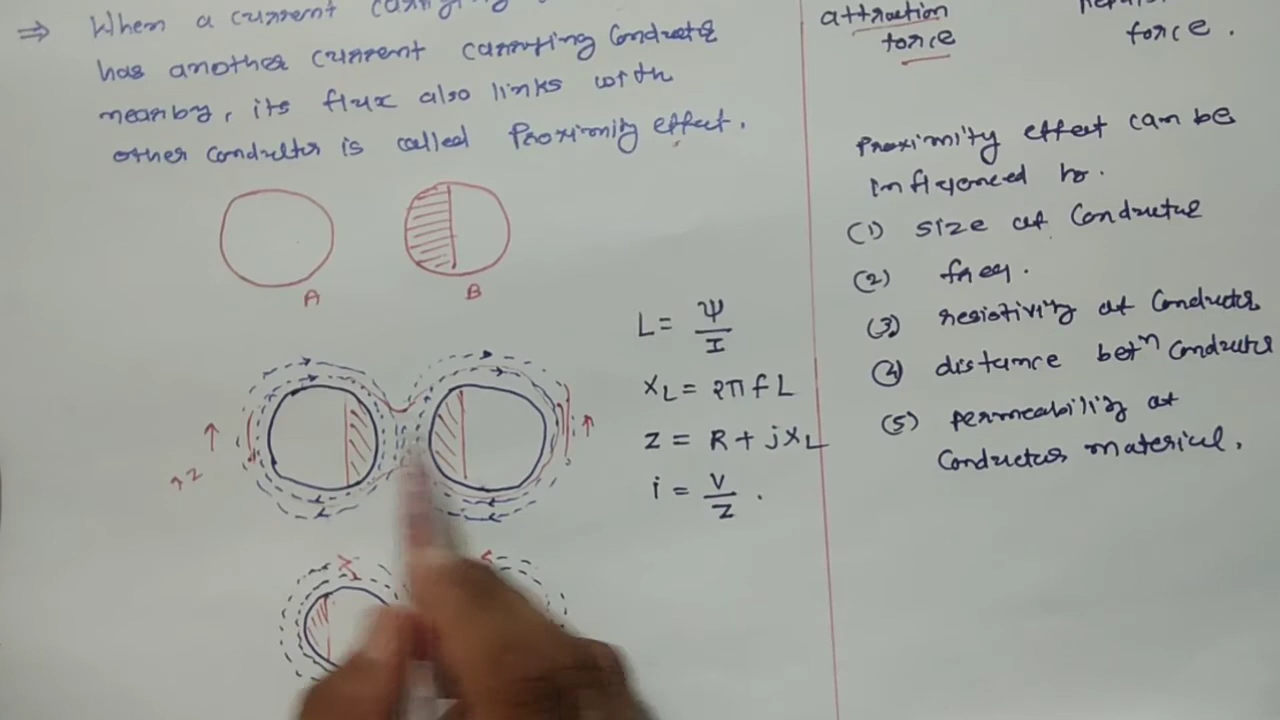 ⇒ When a current carrying
has another current carrying Conductor
nearby, its flux also links with
other conductor is called Proximity effect.
A
B
L = Ψ/I
XL = 2πfL
Z = R + jXL
i = V/Z .
↑Z
↑
i ↑
attraction
force
force .
Proximity effect can be
influenced by.
(1) size of Conductor
(2) freq.
(3) resistivity of Conductor
(4) distance betⁿ Conductor
(5) permeability of
Conductor material.